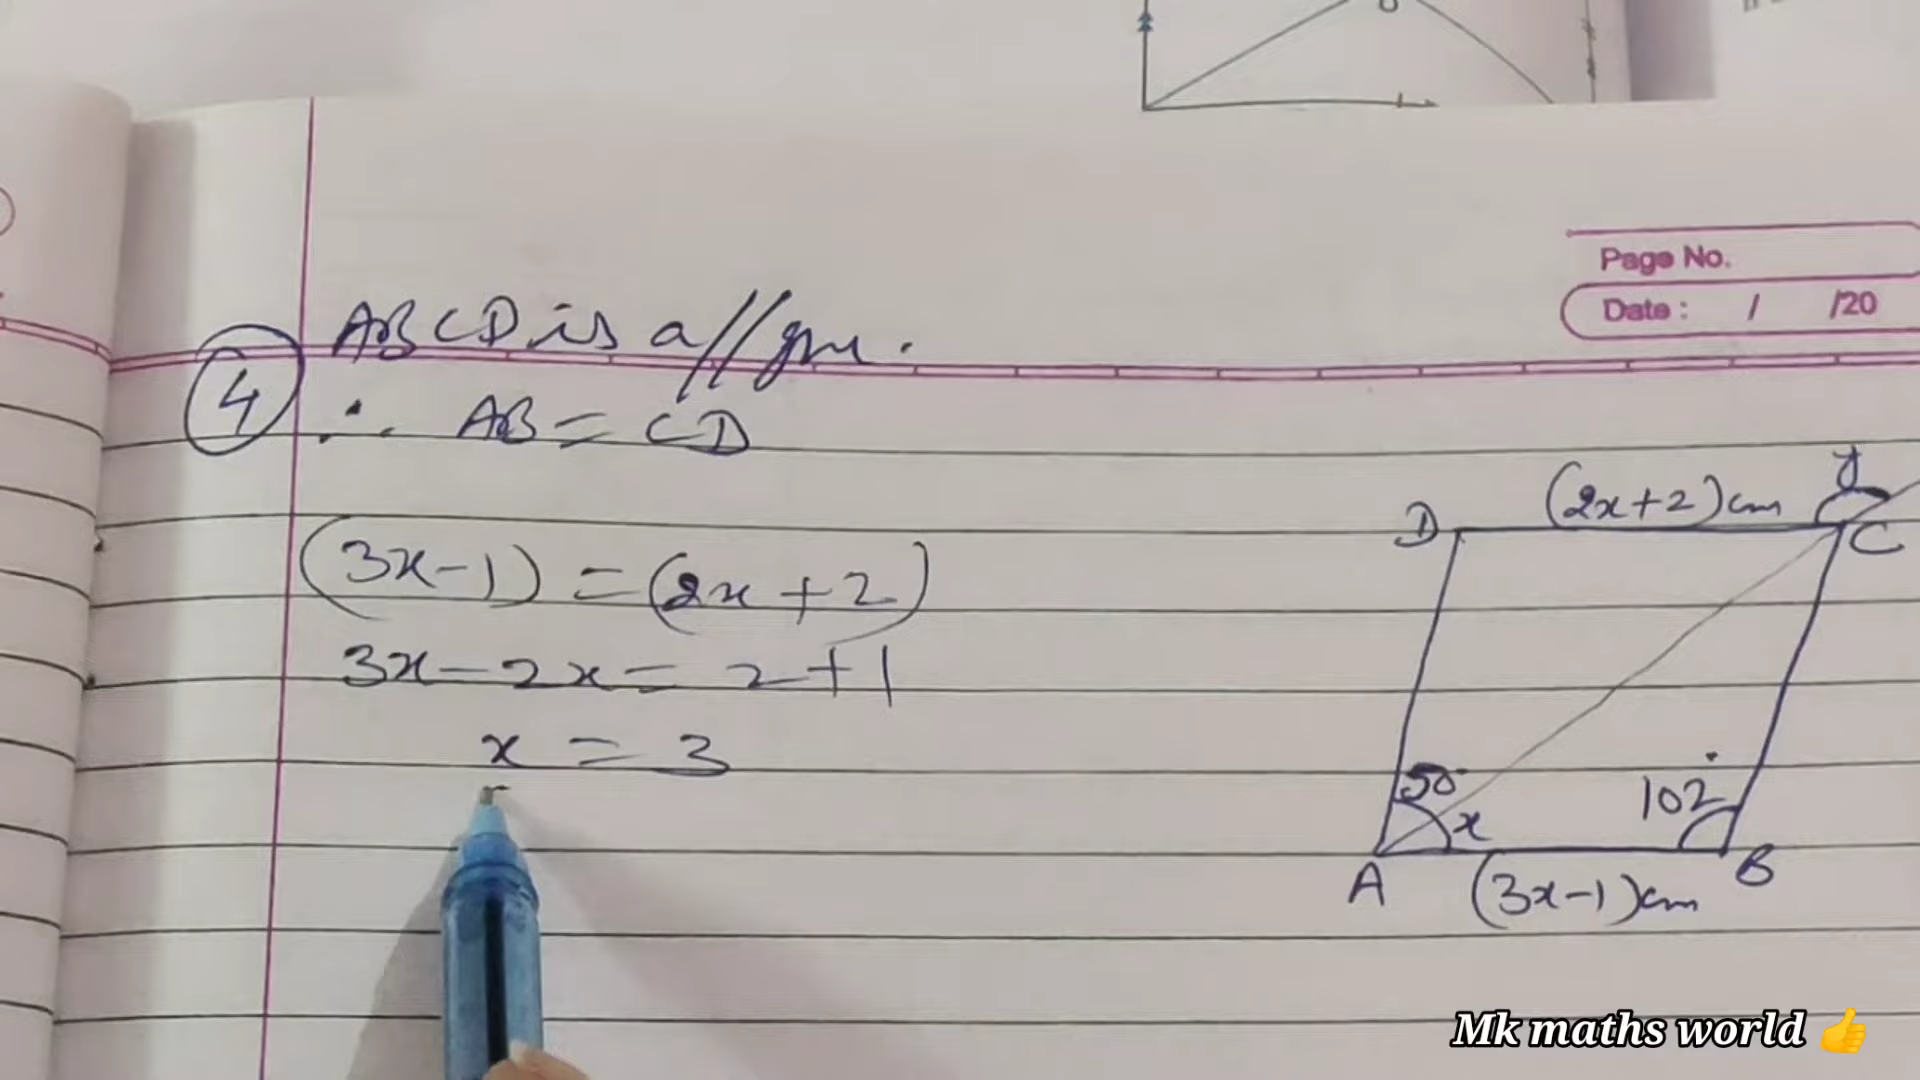 Page No.
Date : / /20
ABCD is a //gm.
4
∴ AB = CD
(3x-1) = (2x+2)
3x-2x = 2+1
x = 3
(2x+2)cm
y
D
C
50°
x
102°
A
B
(3x-1)cm
Mk maths world 👍